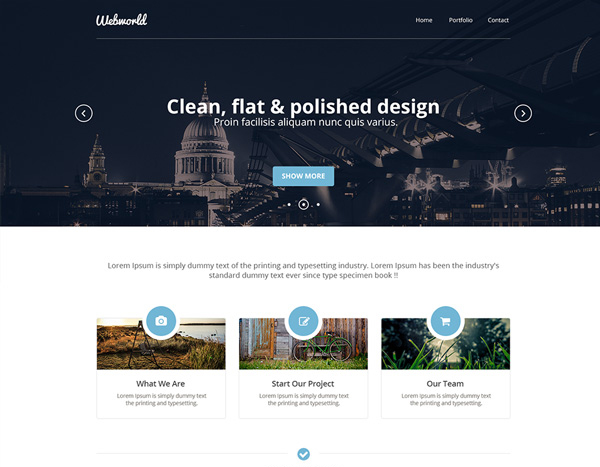 Webworld
Home Portfolio Contact
Clean, flat & polished design
Proin facilisis aliquam nunc quis varius.
SHOW MORE
Lorem Ipsum is simply dummy text of the printing and typesetting industry. Lorem Ipsum has been the industry's
standard dummy text ever since type specimen book !!
What We Are
Lorem Ipsum is simply dummy text
the printing and typesetting.
Start Our Project
Lorem Ipsum is simply dummy text
the printing and typesetting.
Our Team
Lorem Ipsum is simply dummy text
the printing and typesetting.